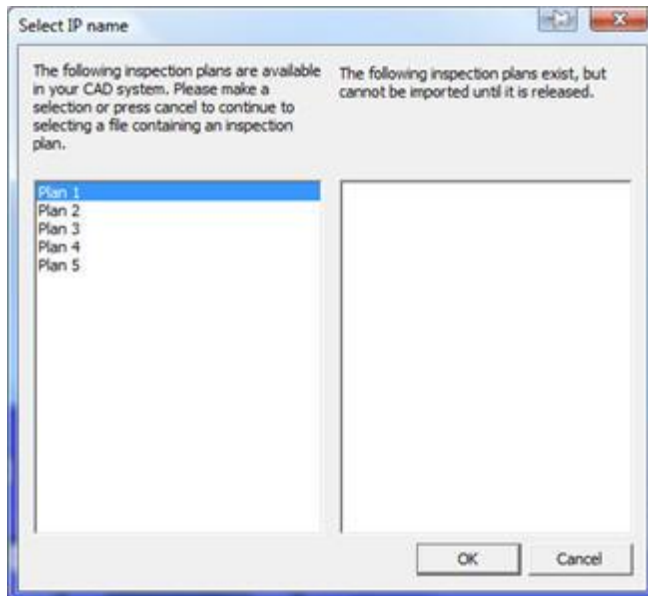 Select IP name
The following inspection plans are available
in your CAD system. Please make a
selection or press cancel to continue to
selecting a file containing an inspection
plan.
The following inspection plans exist, but
cannot be imported until it is released.
Plan 1
Plan 2
Plan 3
Plan 4
Plan 5
OK
Cancel